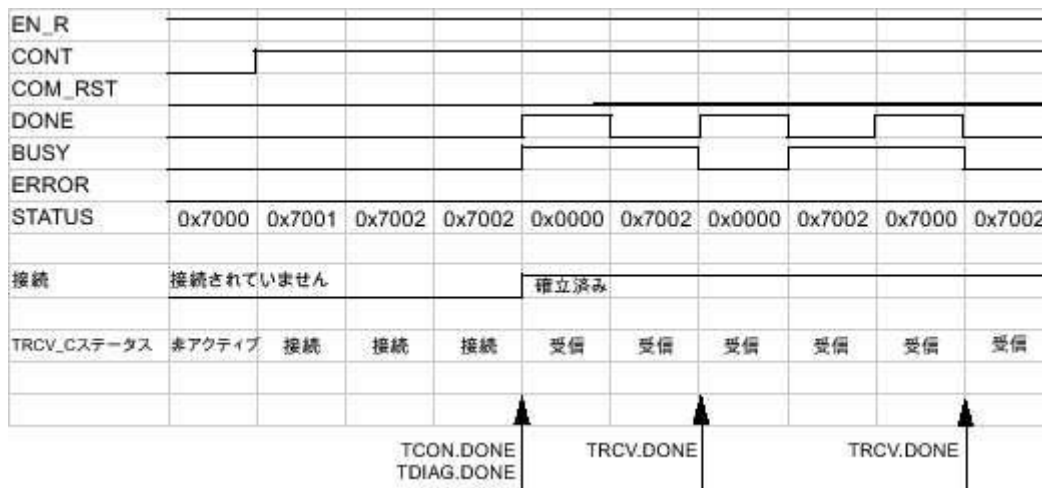 EN_R
CONT
COM_RST
DONE
BUSY
ERROR
STATUS 0x7000 0x7001 0x7002 0x7002 0x0000 0x7002 0x0000 0x7002 0x7000 0x7002
接続 接続されていません 確立済み
TRCV_Cステータス 非アクティブ 接続 接続 接続 受信 受信 受信 受信 受信 受信
TCON.DONE TRCV.DONE TRCV.DONE
TDIAG.DONE